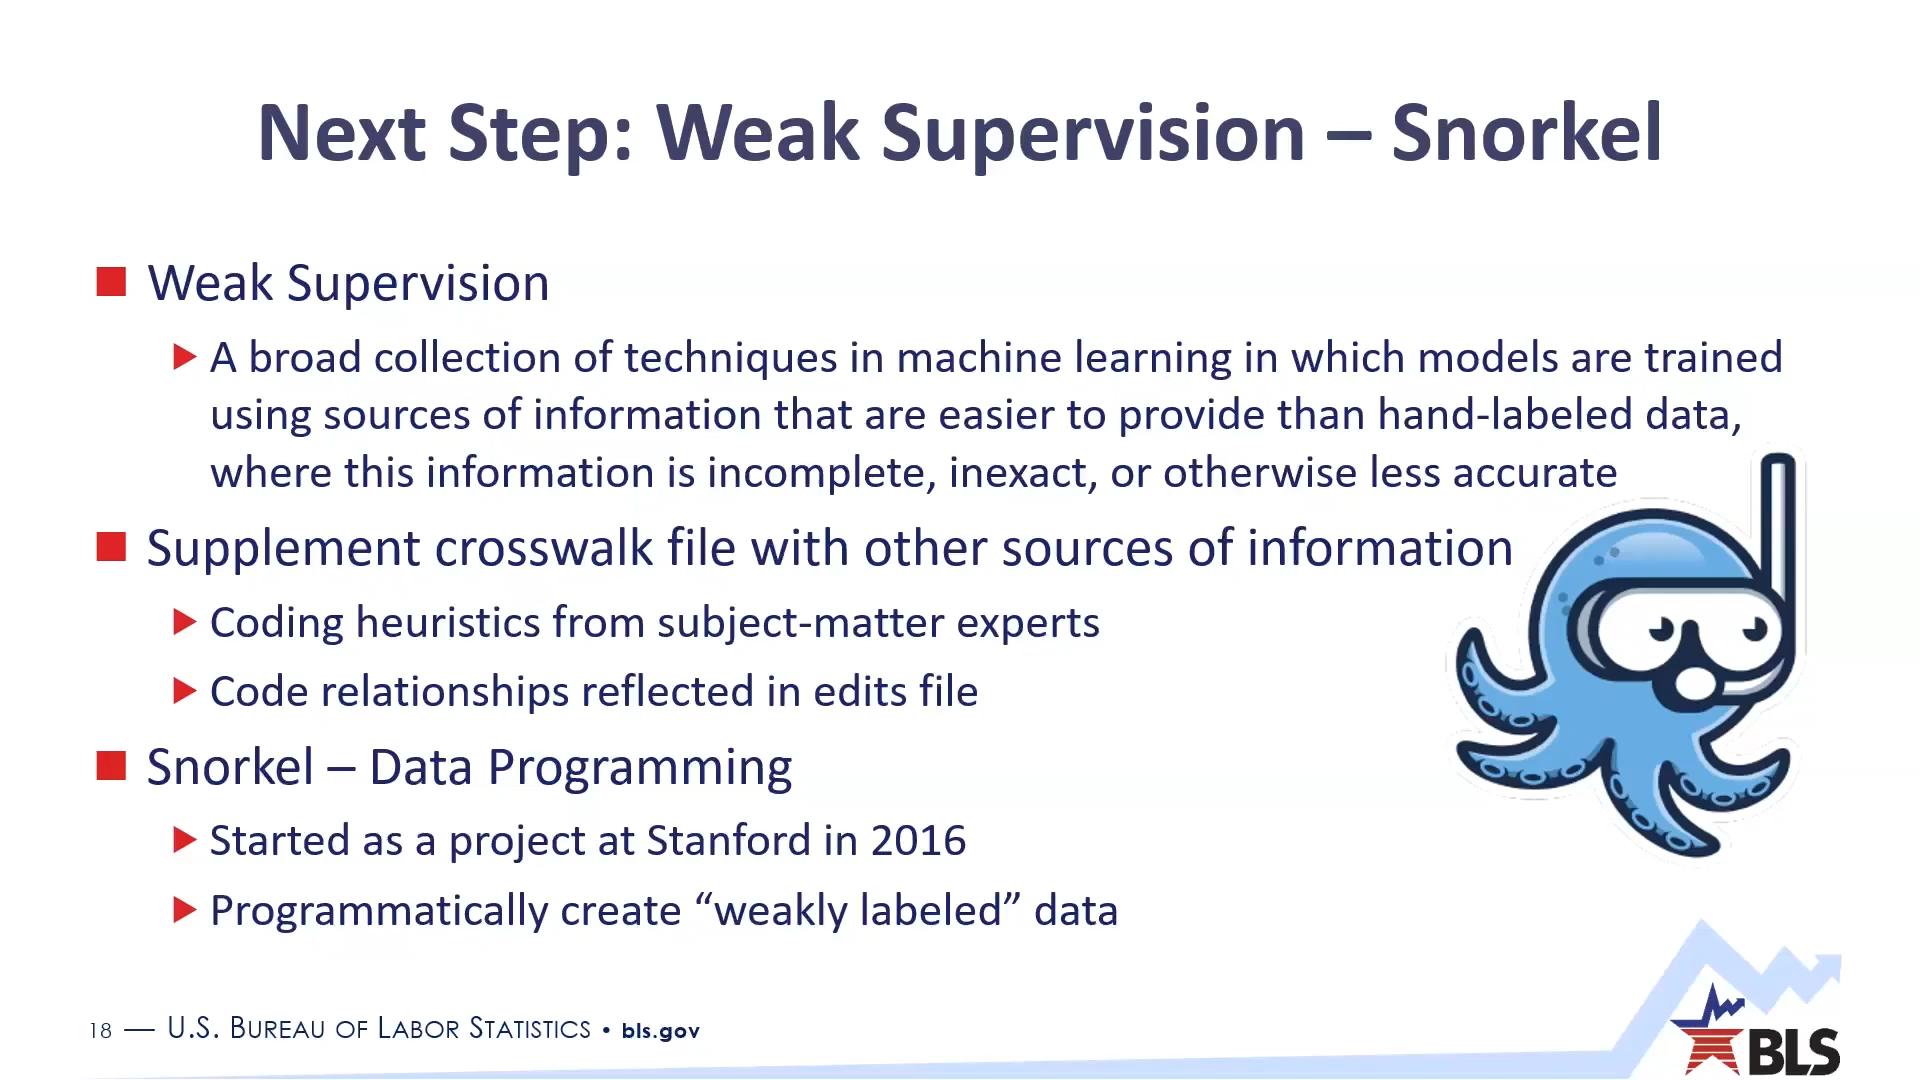 Next Step: Weak Supervision – Snorkel
Weak Supervision
A broad collection of techniques in machine learning in which models are trained
using sources of information that are easier to provide than hand-labeled data,
where this information is incomplete, inexact, or otherwise less accurate
Supplement crosswalk file with other sources of information
Coding heuristics from subject-matter experts
Code relationships reflected in edits file
Snorkel – Data Programming
Started as a project at Stanford in 2016
Programmatically create “weakly labeled” data
18 — U.S. BUREAU OF LABOR STATISTICS • bls.gov
BLS